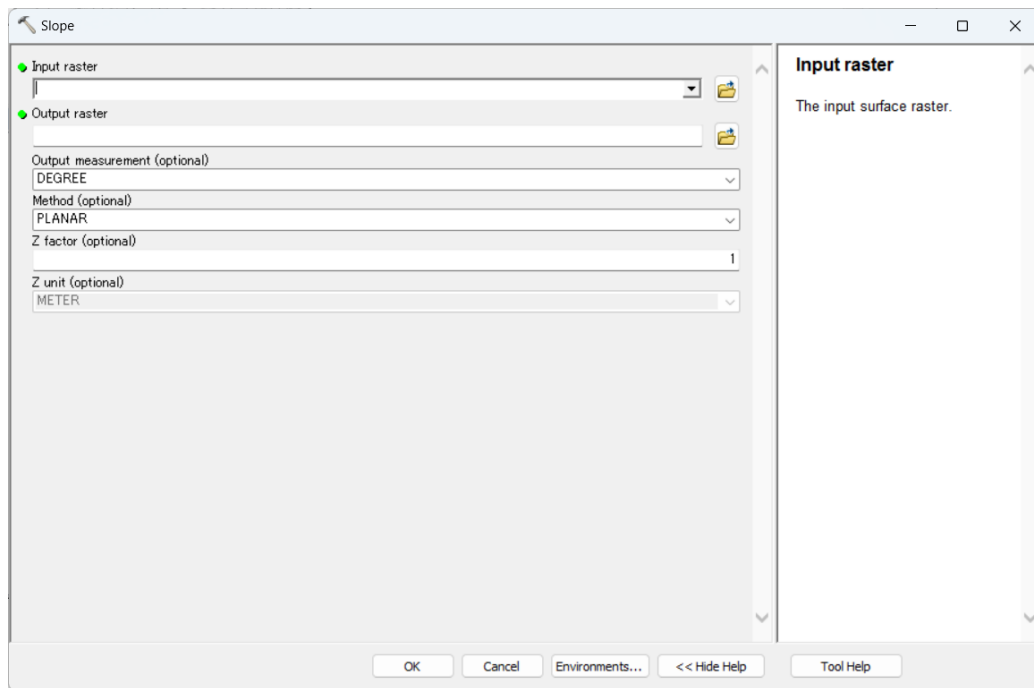 Slope
Input raster
Output raster
Output measurement (optional)
DEGREE
Method (optional)
PLANAR
Z factor (optional)
1
Z unit (optional)
METER
Input raster
The input surface raster.
OK
Cancel
Environments...
<< Hide Help
Tool Help